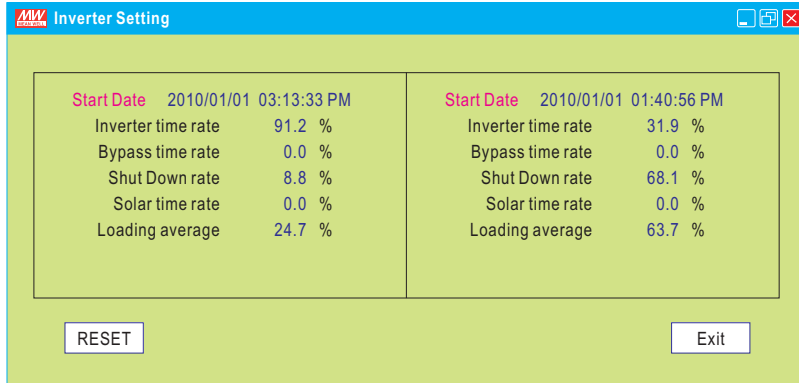 MW MEAN WELL Inverter Setting
Start Date 2010/01/01 03:13:33 PM
Inverter time rate 91.2 %
Bypass time rate 0.0 %
Shut Down rate 8.8 %
Solar time rate 0.0 %
Loading average 24.7 %
Start Date 2010/01/01 01:40:56 PM
Inverter time rate 31.9 %
Bypass time rate 0.0 %
Shut Down rate 68.1 %
Solar time rate 0.0 %
Loading average 63.7 %
RESET
Exit